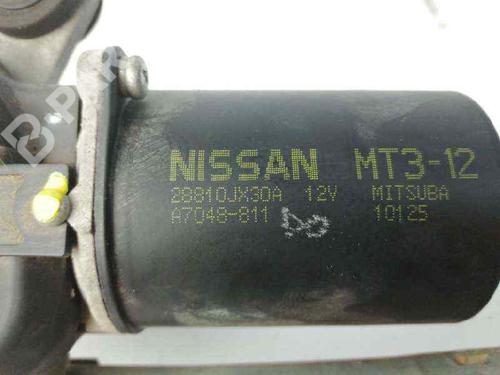 NISSAN MT3-12
28810JX30A 12V MITSUBA
A7048-811 10125